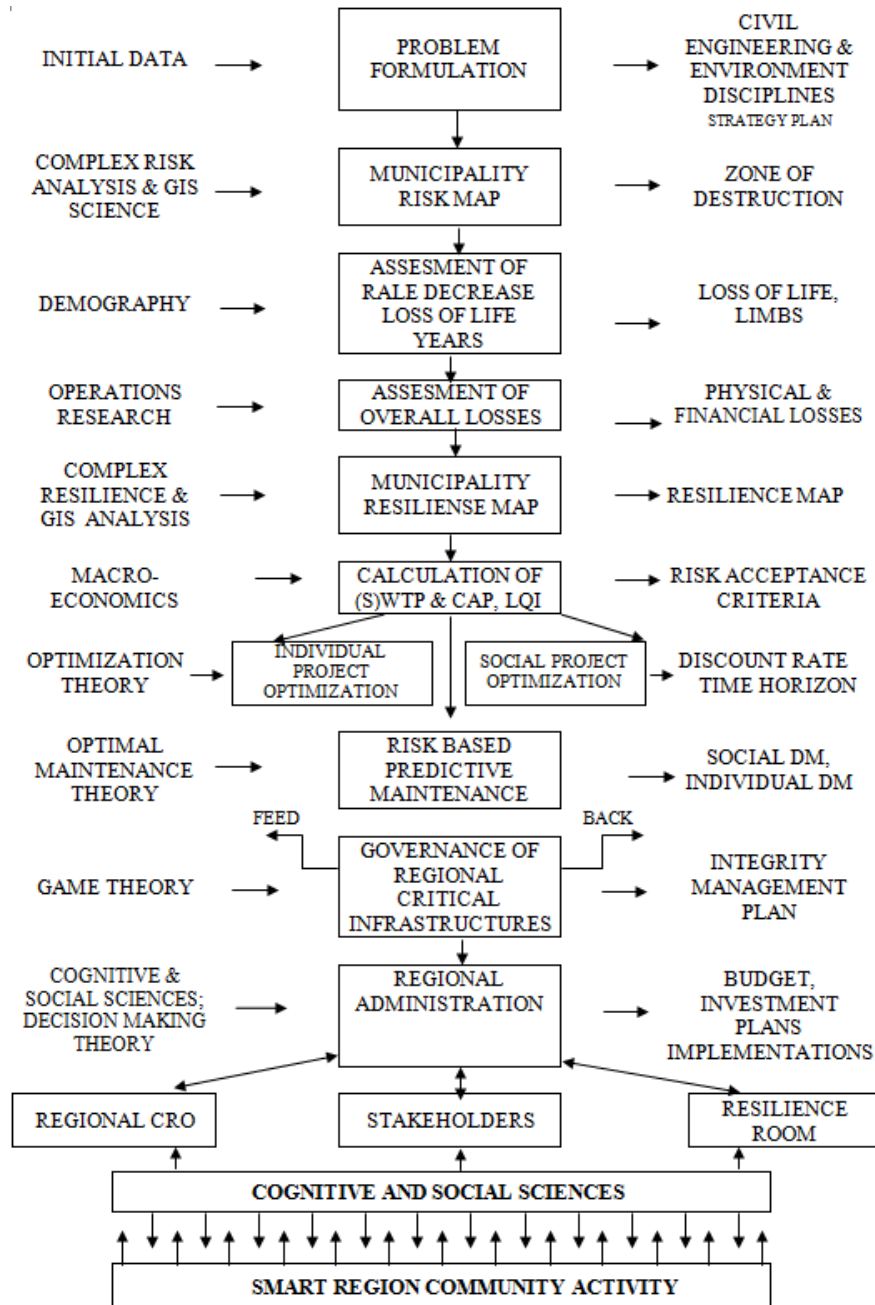 INITIAL DATA
PROBLEM
FORMULATION
CIVIL
ENGINEERING &
ENVIRONMENT
DISCIPLINES
STRATEGY PLAN
COMPLEX RISK
ANALYSIS & GIS
SCIENCE
MUNICIPALITY
RISK MAP
ZONE OF
DESTRUCTION
DEMOGRAPHY
ASSESMENT OF
RALE DECREASE
LOSS OF LIFE
YEARS
LOSS OF LIFE,
LIMBS
OPERATIONS
RESEARCH
ASSESMENT OF
OVERALL LOSSES
PHYSICAL &
FINANCIAL LOSSES
COMPLEX
RESILIENCE &
GIS ANALYSIS
MUNICIPALITY
RESILIENSE MAP
RESILIENCE MAP
MACRO-
ECONOMICS
CALCULATION OF
(S)WTP & CAP, LQI
RISK ACCEPTANCE
CRITERIA
OPTIMIZATION
THEORY
INDIVIDUAL
PROJECT
OPTIMIZATION
SOCIAL PROJECT
OPTIMIZATION
DISCOUNT RATE
TIME HORIZON
OPTIMAL
MAINTENANCE
THEORY
RISK BASED
PREDICTIVE
MAINTENANCE
SOCIAL DM,
INDIVIDUAL DM
FEED
BACK
GAME THEORY
GOVERNANCE OF
REGIONAL
CRITICAL
INFRASTRUCTURES
INTEGRITY
MANAGEMENT
PLAN
COGNITIVE &
SOCIAL SCIENCES;
DECISION MAKING
THEORY
REGIONAL
ADMINISTRATION
BUDGET,
INVESTMENT
PLANS
IMPLEMENTATIONS
REGIONAL CRO
STAKEHOLDERS
RESILIENCE
ROOM
COGNITIVE AND SOCIAL SCIENCES
SMART REGION COMMUNITY ACTIVITY